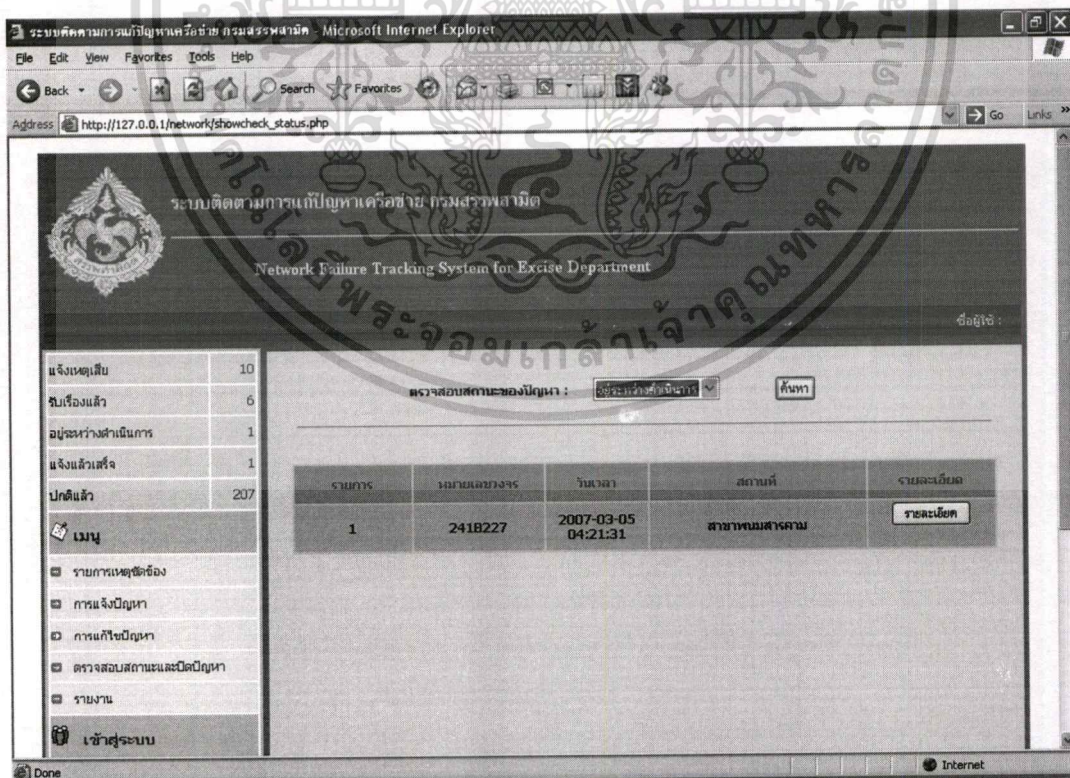 ระบบติดตามการแก้ปัญหาเครือข่าย กรมสรรพสามิต - Microsoft Internet Explorer
File Edit View Favorites Tools Help
Back Search Favorites
Address http://127.0.0.1/network/showcheck_status.php Go Links »
ระบบติดตามการแก้ปัญหาเครือข่าย กรมสรรพสามิต
Network Failure Tracking System for Excise Department
ชื่อผู้ใช้ :
แจ้งเหตุเสีย 10
รับเรื่องแล้ว 6
อยู่ระหว่างดำเนินการ 1
แจ้งแล้วเสร็จ 1
ปกติแล้ว 207
เมนู
รายการเหตุขัดข้อง
การแจ้งปัญหา
การแก้ไขปัญหา
ตรวจสอบสถานะและปิดปัญหา
รายงาน
เข้าสู่ระบบ
ตรวจสอบสถานะของปัญหา : อยู่ระหว่างดำเนินการ ค้นหา
รายการ หมายเลขวงจร วันเวลา สถานที่ รายละเอียด
1 241B227 2007-03-05 04:21:31 สาขาพนมสารคาม รายละเอียด
Done Internet